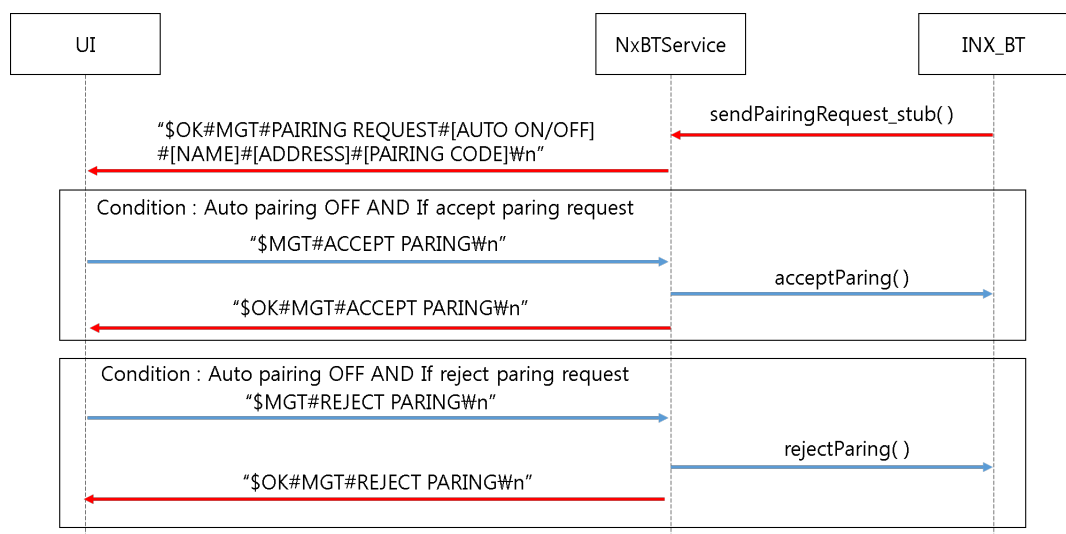 UI
NxBTService
INX_BT
sendPairingRequest_stub( )
“$OK#MGT#PAIRING REQUEST#[AUTO ON/OFF]
#[NAME]#[ADDRESS]#[PAIRING CODE]₩n”
Condition : Auto pairing OFF AND If accept paring request
“$MGT#ACCEPT PARING₩n”
acceptParing( )
“$OK#MGT#ACCEPT PARING₩n”
Condition : Auto pairing OFF AND If reject paring request
“$MGT#REJECT PARING₩n”
rejectParing( )
“$OK#MGT#REJECT PARING₩n”